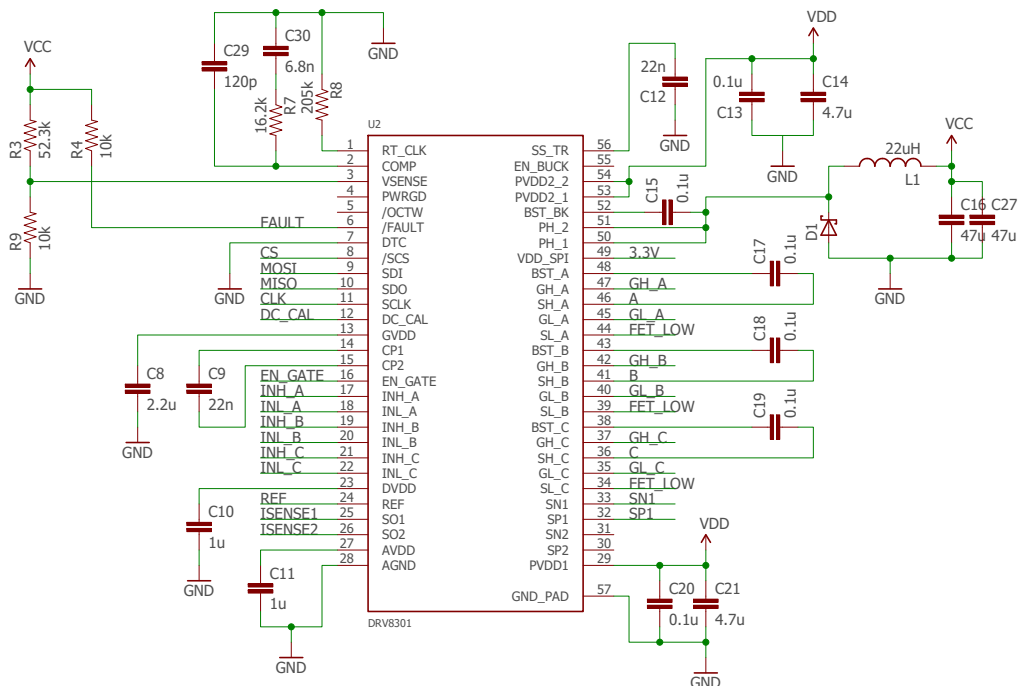 VCC
R3
52.3k
R4
10k
R9
10k
GND
C29
120p
C30
6.8n
R7
16.2k
R8
205k
GND
FAULT
GND
CS
MOSI
MISO
CLK
DC_CAL
C8
2.2u
GND
C9
22n
EN_GATE
INH_A
INL_A
INH_B
INL_B
INH_C
INL_C
REF
ISENSE1
ISENSE2
C10
1u
GND
C11
1u
GND
U2
1 RT_CLK
2 COMP
3 VSENSE
4 PWRGD
5 /OCTW
6 /FAULT
7 DTC
8 /SCS
9 SDI
10 SDO
11 SCLK
12 DC_CAL
13 GVDD
14 CP1
15 CP2
16 EN_GATE
17 INH_A
18 INL_A
19 INH_B
20 INL_B
21 INH_C
22 INL_C
23 DVDD
24 REF
25 SO1
26 SO2
27 AVDD
28 AGND
SS_TR 56
EN_BUCK 55
PVDD2_2 54
PVDD2_1 53
BST_BK 52
PH_2 51
PH_1 50
VDD_SPI 49
BST_A 48
GH_A 47
SH_A 46
GL_A 45
SL_A 44
BST_B 43
GH_B 42
SH_B 41
GL_B 40
SL_B 39
BST_C 38
GH_C 37
SH_C 36
GL_C 35
SL_C 34
SN1 33
SP1 32
SN2 31
SP2 30
PVDD1 29
GND_PAD 57
DRV8301
22n
C12
GND
VDD
0.1u
C13
C14
4.7u
GND
C15
0.1u
22uH
L1
VCC
D1
C16
47u
C27
47u
GND
3.3V
C17
0.1u
GH_A
A
GL_A
FET_LOW
C18
0.1u
GH_B
B
GL_B
FET_LOW
C19
0.1u
GH_C
C
GL_C
FET_LOW
SN1
SP1
VDD
C20
0.1u
C21
4.7u
GND